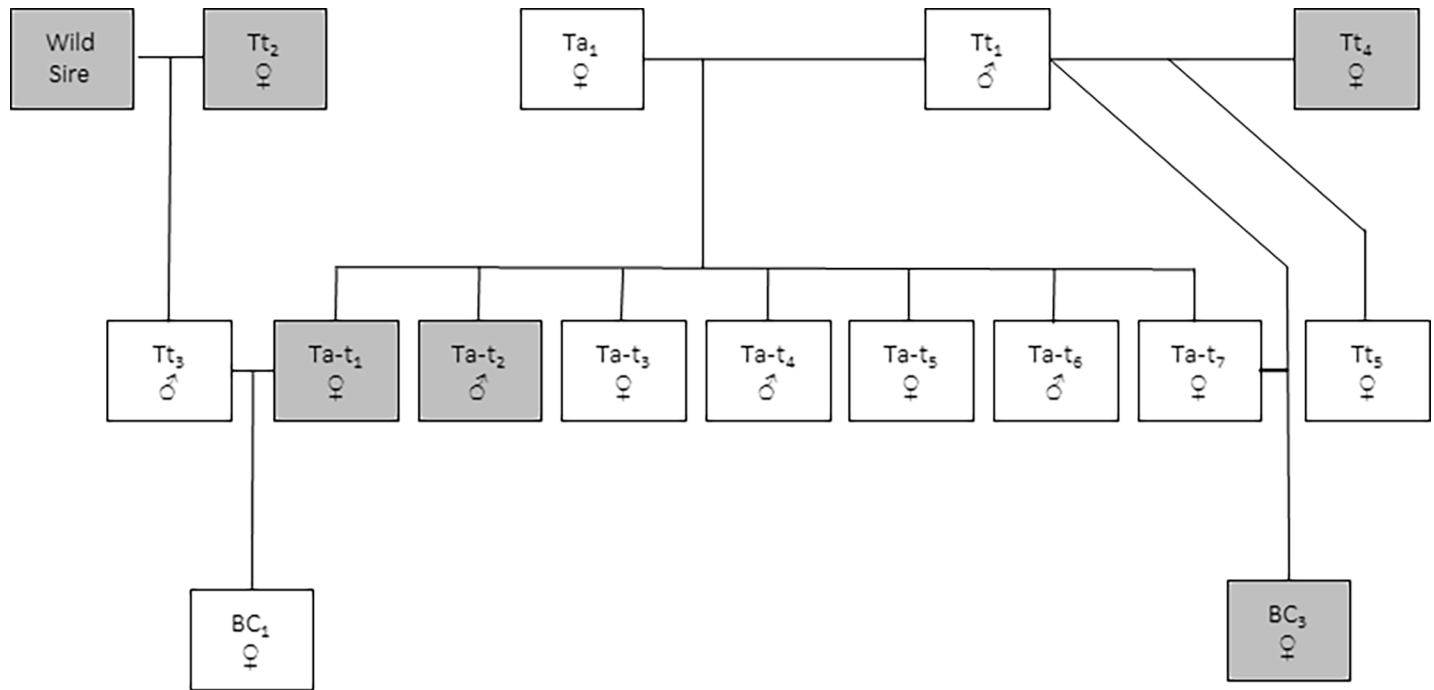 Wild
Sire
Tt₂
♀
Ta₁
♀
Tt₁
♂
Tt₄
♀
Tt₃
♂
Ta-t₁
♀
Ta-t₂
♂
Ta-t₃
♀
Ta-t₄
♂
Ta-t₅
♀
Ta-t₆
♂
Ta-t₇
♀
Tt₅
♀
BC₁
♀
BC₃
♀